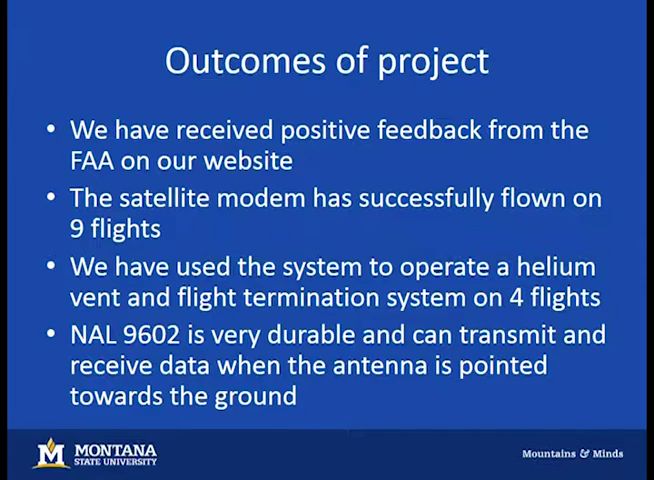 Outcomes of project
• We have received positive feedback from the
FAA on our website
• The satellite modem has successfully flown on
9 flights
• We have used the system to operate a helium
vent and flight termination system on 4 flights
• NAL 9602 is very durable and can transmit and
receive data when the antenna is pointed
towards the ground
M MONTANA
STATE UNIVERSITY
Mountains & Minds